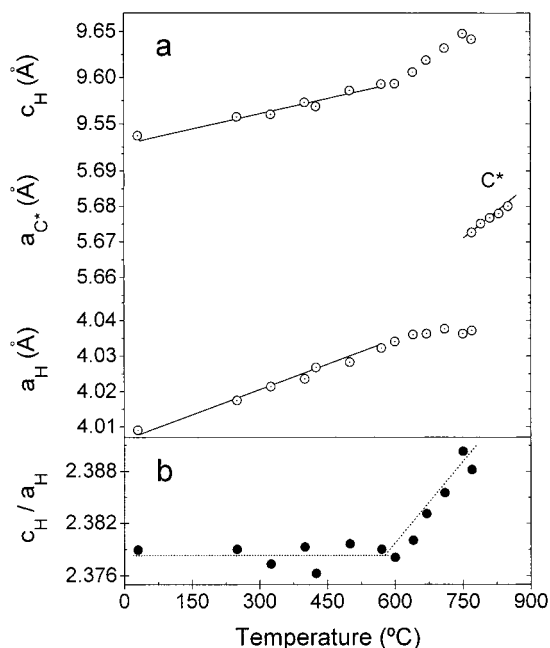 a
c_H (Å)
9.65
9.60
9.55
a_C* (Å)
5.69
5.68
5.67
5.66
C*
a_H (Å)
4.04
4.03
4.02
4.01
b
c_H / a_H
2.388
2.382
2.376
0 150 300 450 600 750 900
Temperature (ºC)